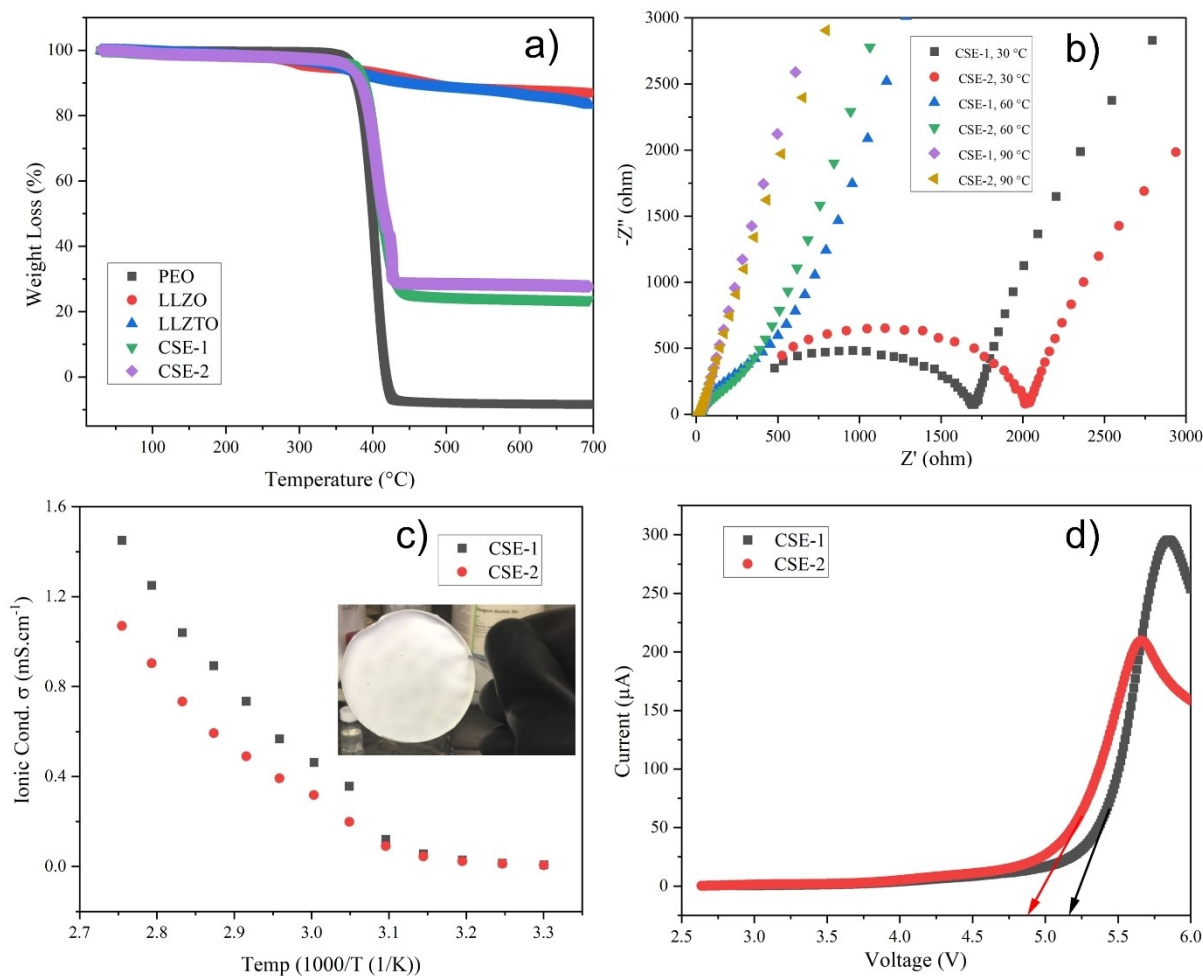 a)
100
80
60
40
20
0
Weight Loss (%)
PEO
LLZO
LLZTO
CSE-1
CSE-2
100 200 300 400 500 600 700
Temperature (°C)
b)
3000
2500
2000
1500
1000
500
0
-Z'' (ohm)
CSE-1, 30 °C
CSE-2, 30 °C
CSE-1, 60 °C
CSE-2, 60 °C
CSE-1, 90 °C
CSE-2, 90 °C
0 500 1000 1500 2000 2500 3000
Z' (ohm)
c)
1.6
1.2
0.8
0.4
0.0
Ionic Cond. σ (mS.cm⁻¹)
CSE-1
CSE-2
2.7 2.8 2.9 3.0 3.1 3.2 3.3
Temp (1000/T (1/K))
d)
300
250
200
150
100
50
0
Current (μA)
CSE-1
CSE-2
2.5 3.0 3.5 4.0 4.5 5.0 5.5 6.0
Voltage (V)